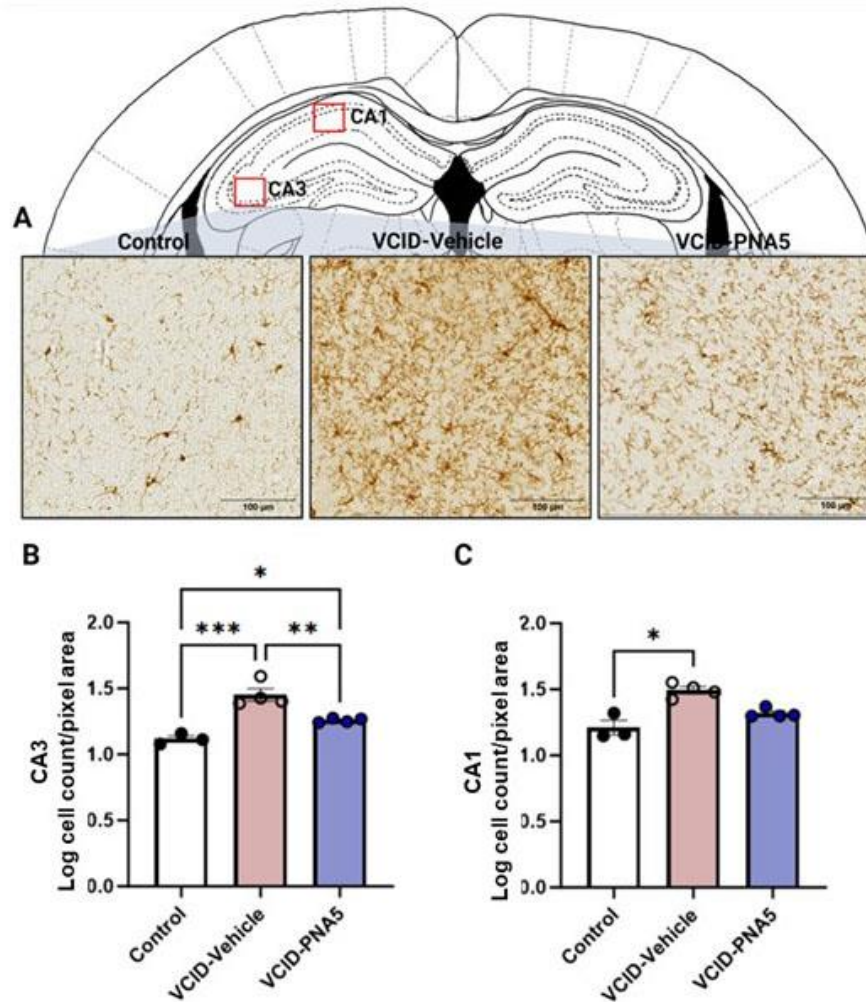 CA1
CA3
A
Control
VCID-Vehicle
VCID-PNA5
100 µm
100 µm
100 µm
B
*
***
**
2.0
1.5
1.0
0.5
0.0
CA3
Log cell count/pixel area
Control
VCID-Vehicle
VCID-PNA5
C
*
2.0
1.5
1.0
0.5
0.0
CA1
Log cell count/pixel area
Control
VCID-Vehicle
VCID-PNA5